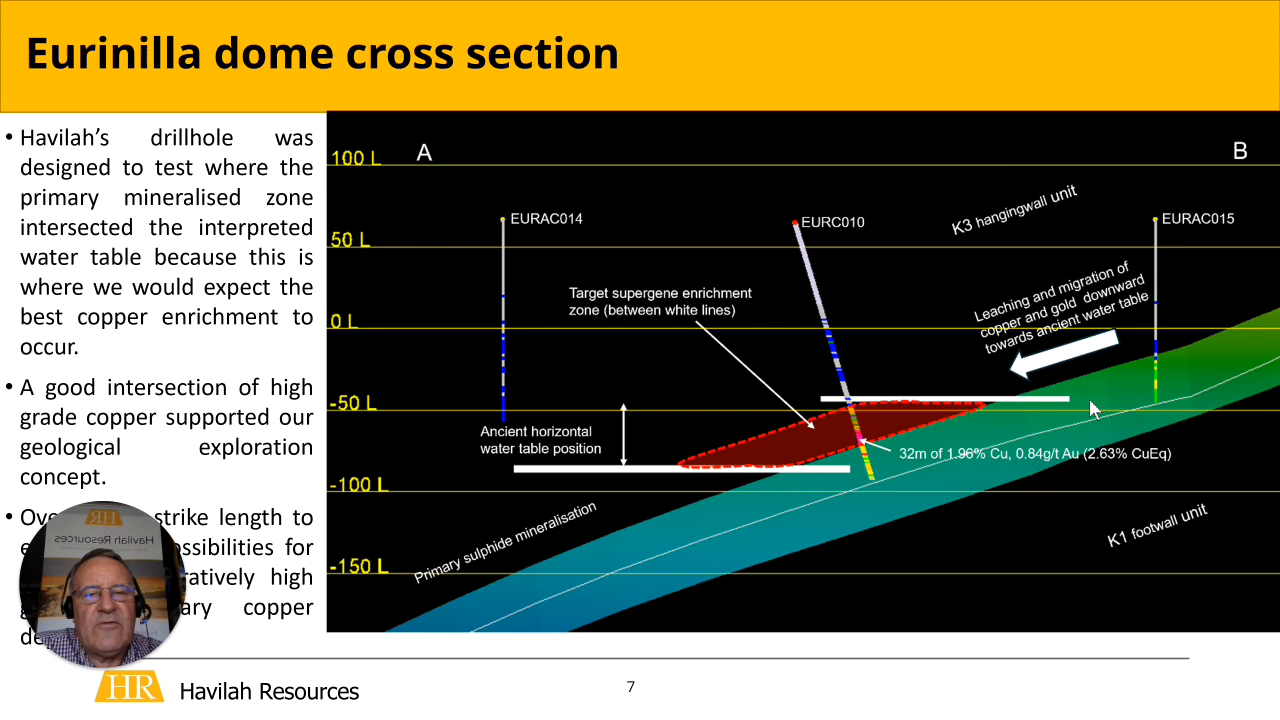 Eurinilla dome cross section
• Havilah’s drillhole was
designed to test where the
primary mineralised zone
intersected the interpreted
water table because this is
where we would expect the
best copper enrichment to
occur.
• A good intersection of high
grade copper supported our
geological exploration
concept.
• strike length to
for
high
copper
A
B
100 L
50 L
0 L
-50 L
-100 L
-150 L
EURAC014
EURC010
EURAC015
K3 hangingwall unit
Target supergene enrichment
zone (between white lines)
Leaching and migration of
copper and gold downward
towards ancient water table
Ancient horizontal
water table position
32m of 1.96% Cu, 0.84g/t Au (2.63% CuEq)
Primary sulphide mineralisation
K1 footwall unit
HR
Havilah Resources
HR
Havilah Resources
7